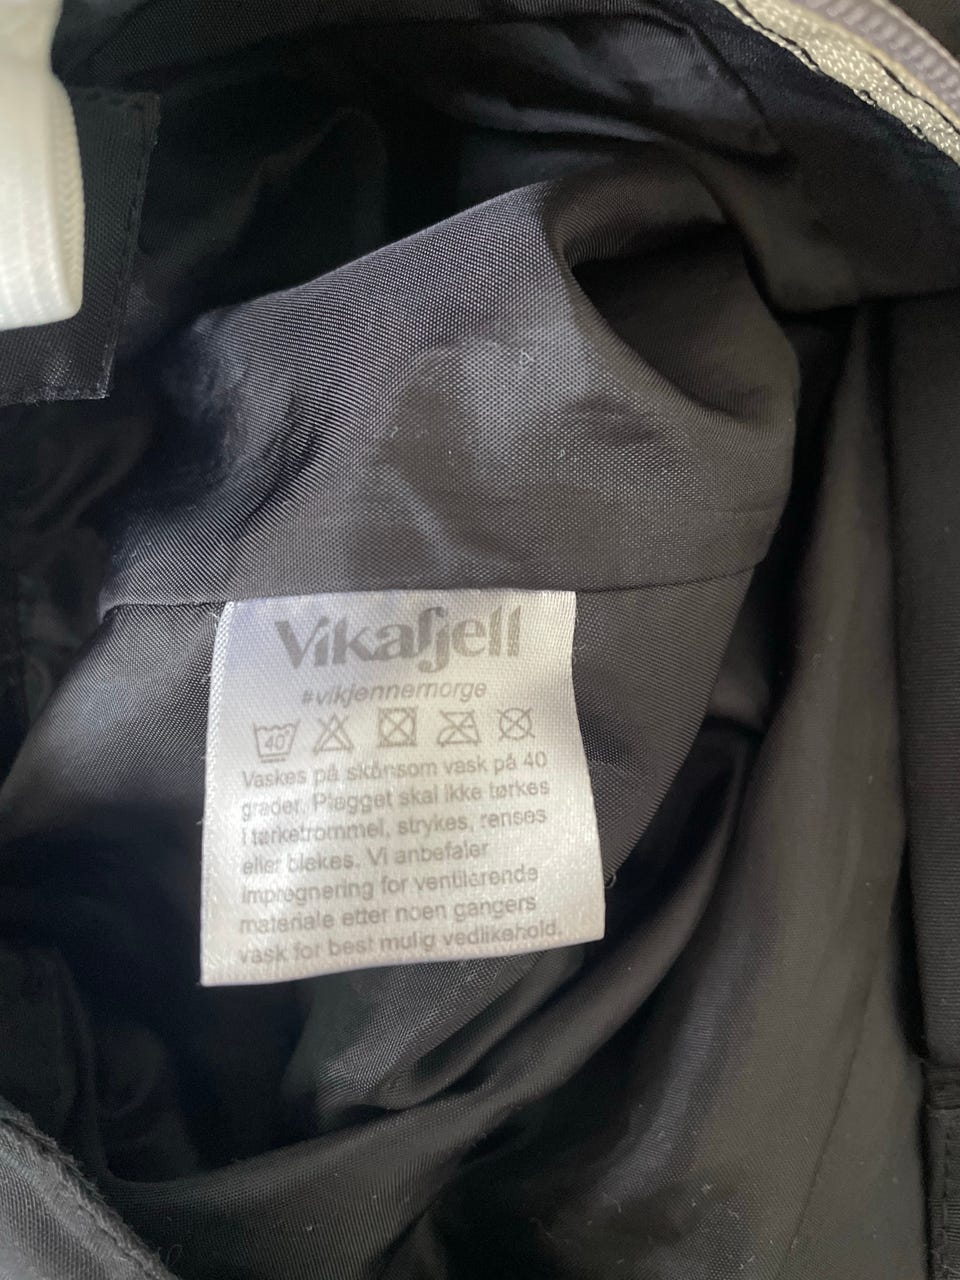 Vikafjell
#vikjennernorge
40°
Vaskes på skånsom vask på 40
grader. Plagget skal ikke tørkes
i tørketrommel, strykes, renses
eller blekes. Vi anbefaler
impregnering for ventilerende
materiale etter noen gangers
vask for best mulig vedlikehold.